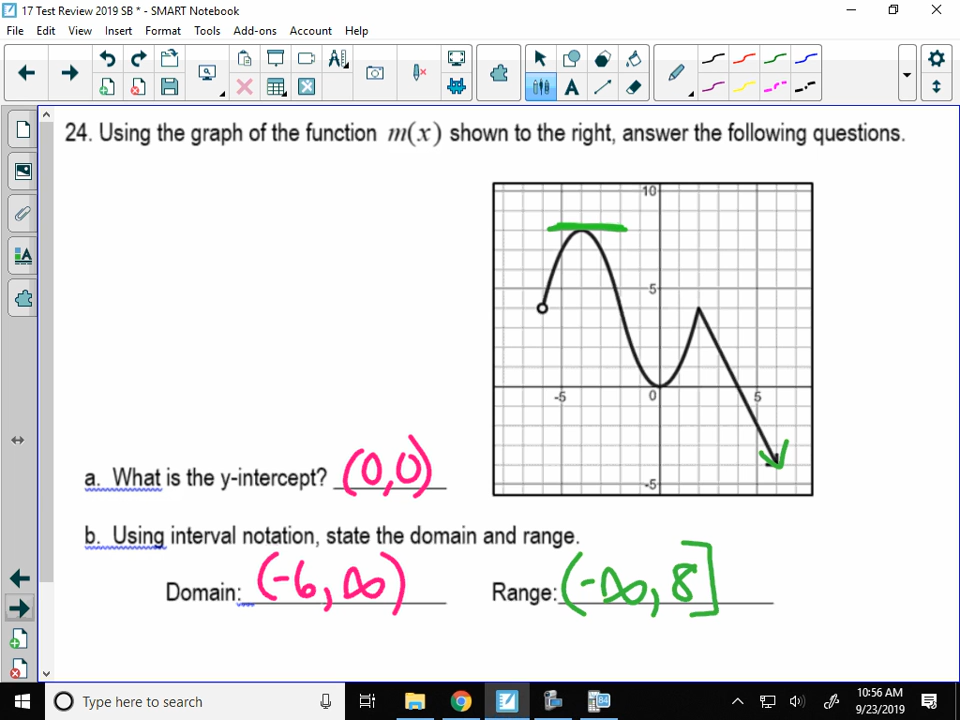 17 Test Review 2019 SB * - SMART Notebook
File Edit View Insert Format Tools Add-ons Account Help
24. Using the graph of the function m(x) shown to the right, answer the following questions.
10
5
-5 0 5
-5
a. What is the y-intercept? (0,0)
b. Using interval notation, state the domain and range.
Domain: (-6, ∞) Range: (-∞, 8]
Type here to search
10:56 AM
9/23/2019